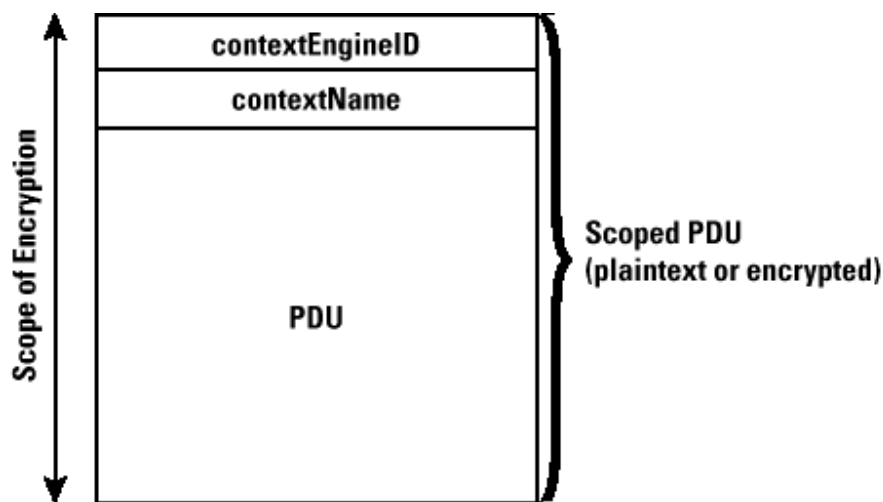 contextEngineID
contextName
PDU
Scope of Encryption
Scoped PDU
(plaintext or encrypted)